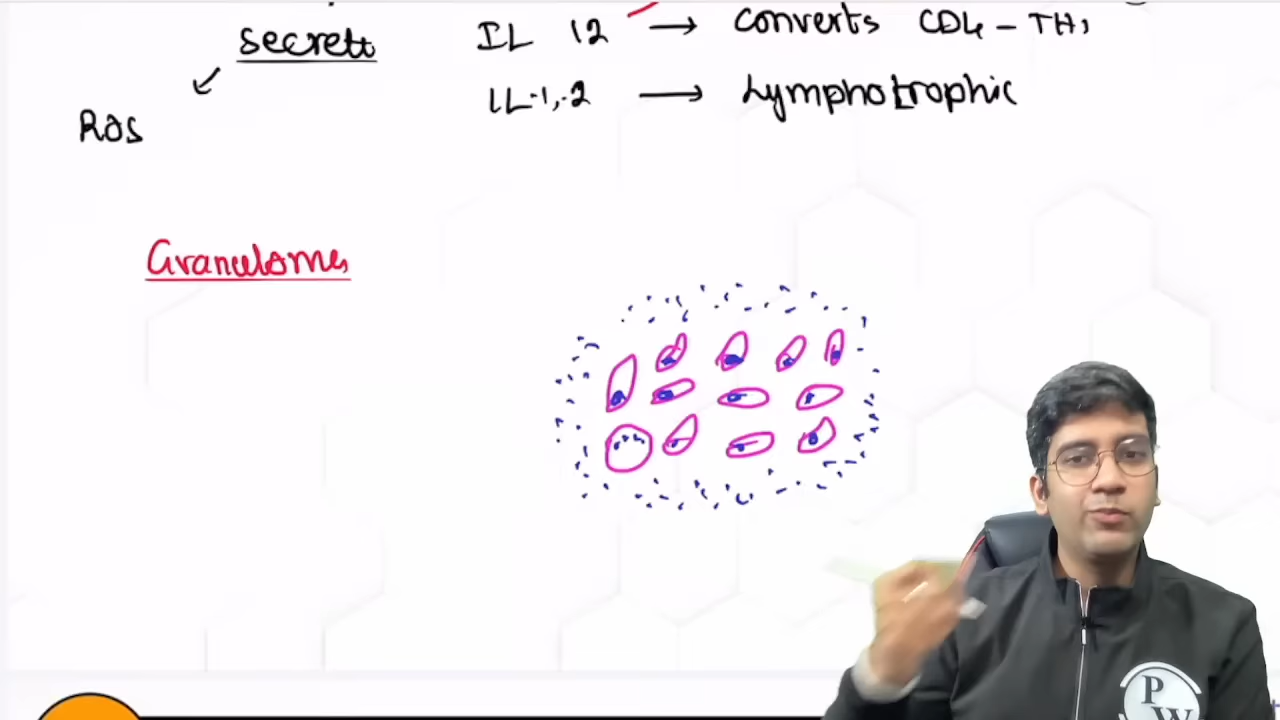 secrete IL 12 → converts CD4 - TH1
IL-1,-2 → Lymphotrophic
ROS
Granuloma
P
W